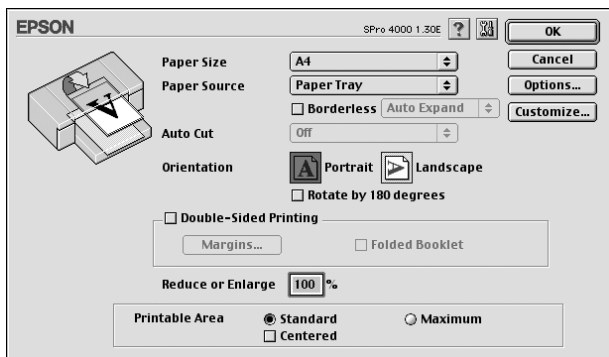 EPSON
SPro 4000 1.30E ?
OK
Paper Size A4
Cancel
Paper Source Paper Tray
Options...
Borderless Auto Expand
Customize...
Auto Cut Off
Orientation A Portrait A Landscape
Rotate by 180 degrees
Double-Sided Printing
Margins... Folded Booklet
Reduce or Enlarge 100 %
Printable Area Standard Maximum
Centered
A